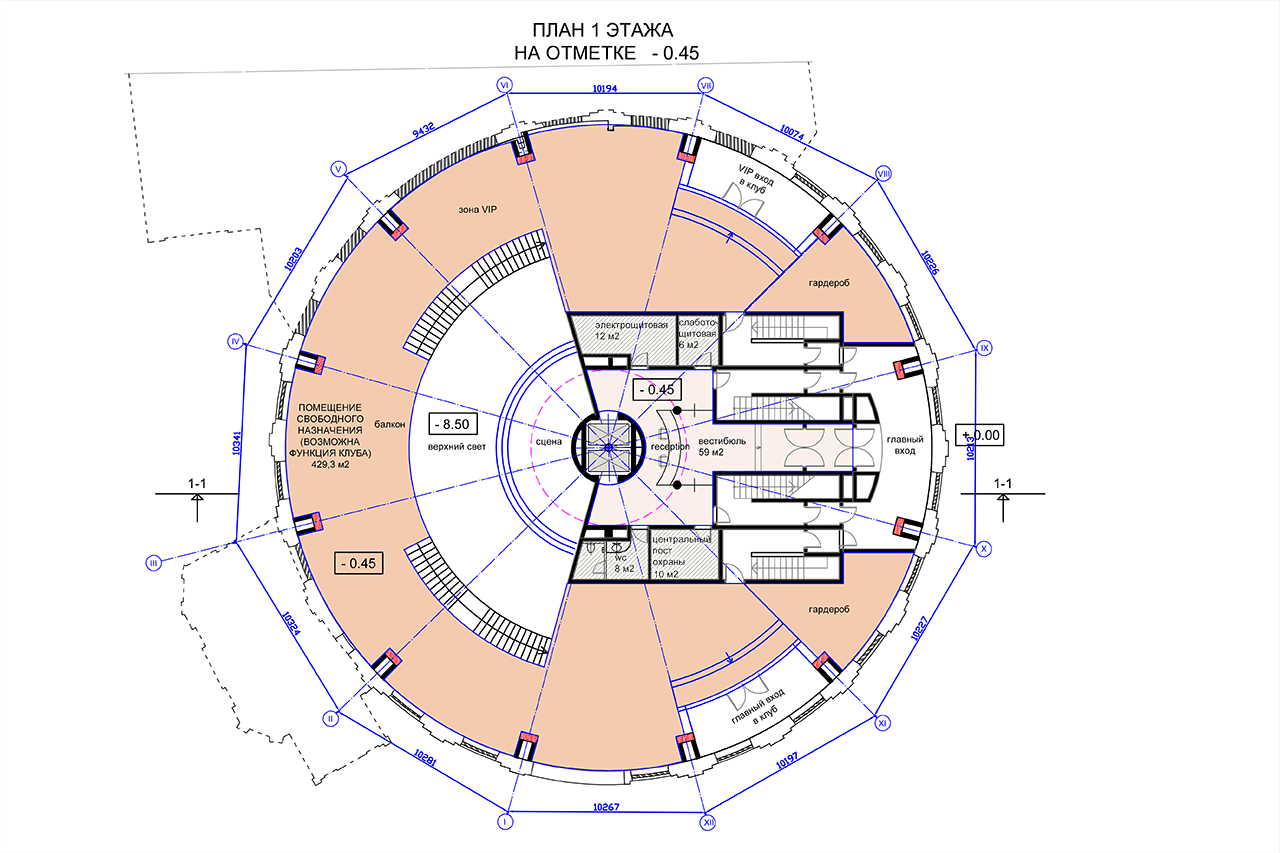 ПЛАН 1 ЭТАЖА
НА ОТМЕТКЕ - 0.45
VI
10194
VII
9432
10074
V
VIII
VIP вход
в клуб
зона VIP
10203
10226
гардероб
электрощитовая
12 м2
слабото-
щитовая
6 м2
IV
IX
- 0.45
ПОМЕЩЕНИЕ
СВОБОДНОГО
НАЗНАЧЕНИЯ
(ВОЗМОЖНА
ФУНКЦИЯ КЛУБА)
429,3 м2
балкон
- 8.50
верхний свет
сцена
reception
вестибюль
59 м2
главный
вход
+ 0.00
10341
10213
1-1
1-1
III
X
- 0.45
wc
8 м2
центральный
пост
охраны
10 м2
гардероб
10324
10227
главный вход
в клуб
II
XI
10281
10197
10267
I
XII